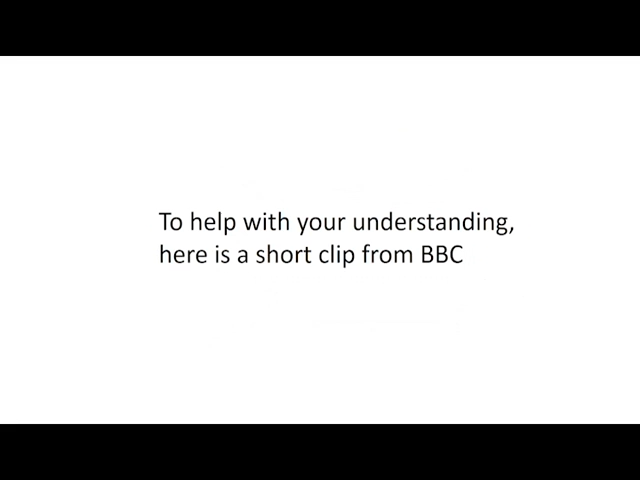 To help with your understanding,
here is a short clip from BBC